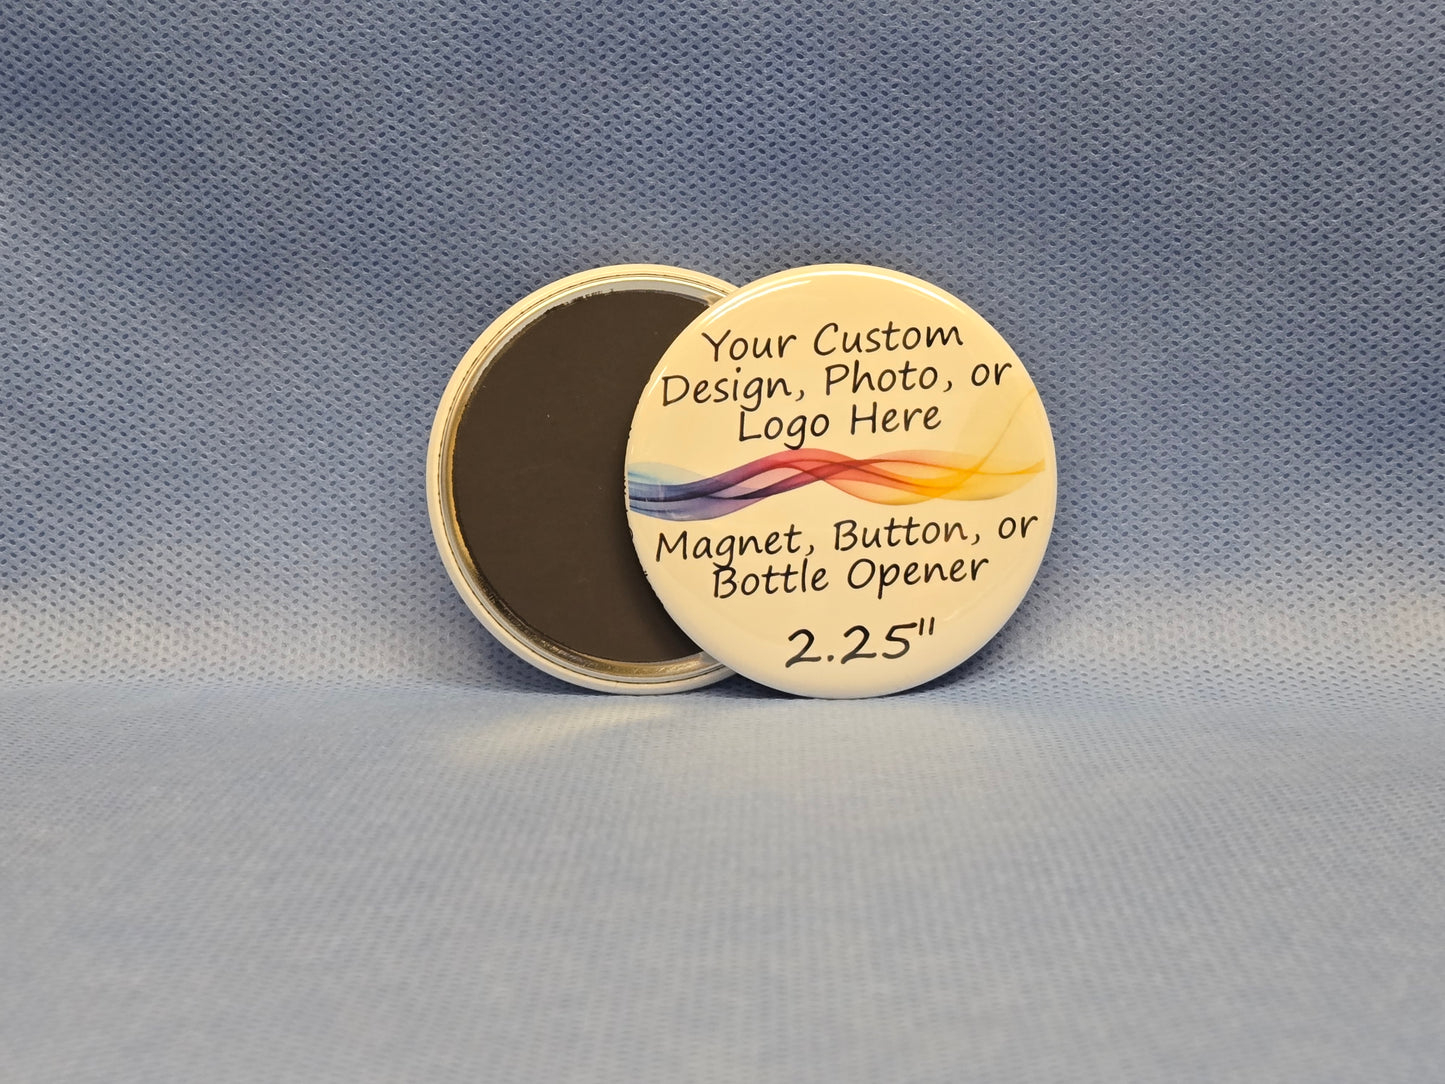 Your Custom
Design, Photo, or
Logo Here
Magnet, Button, or
Bottle Opener
2.25"